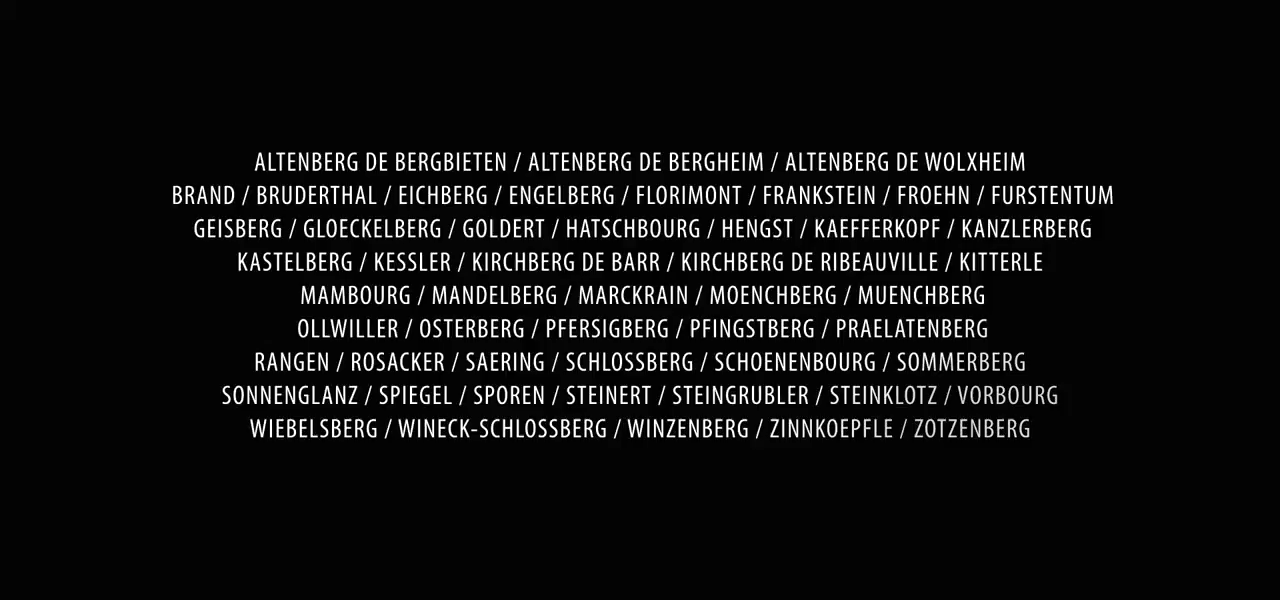 ALTENBERG DE BERGBIETEN / ALTENBERG DE BERGHEIM / ALTENBERG DE WOLXHEIM
BRAND / BRUDERTHAL / EICHBERG / ENGELBERG / FLORIMONT / FRANKSTEIN / FROEHN / FURSTENTUM
GEISBERG / GLOECKELBERG / GOLDERT / HATSCHBOURG / HENGST / KAEFFERKOPF / KANZLERBERG
KASTELBERG / KESSLER / KIRCHBERG DE BARR / KIRCHBERG DE RIBEAUVILLE / KITTERLE
MAMBOURG / MANDELBERG / MARCKRAIN / MOENCHBERG / MUENCHBERG
OLLWILLER / OSTERBERG / PFERSIGBERG / PFINGSTBERG / PRAELATENBERG
RANGEN / ROSACKER / SAERING / SCHLOSSBERG / SCHOENENBOURG / SOMMERBERG
SONNENGLANZ / SPIEGEL / SPOREN / STEINERT / STEINGRUBLER / STEINKLOTZ / VORBOURG
WIEBELSBERG / WINECK-SCHLOSSBERG / WINZENBERG / ZINNKOEPFLE / ZOTZENBERG